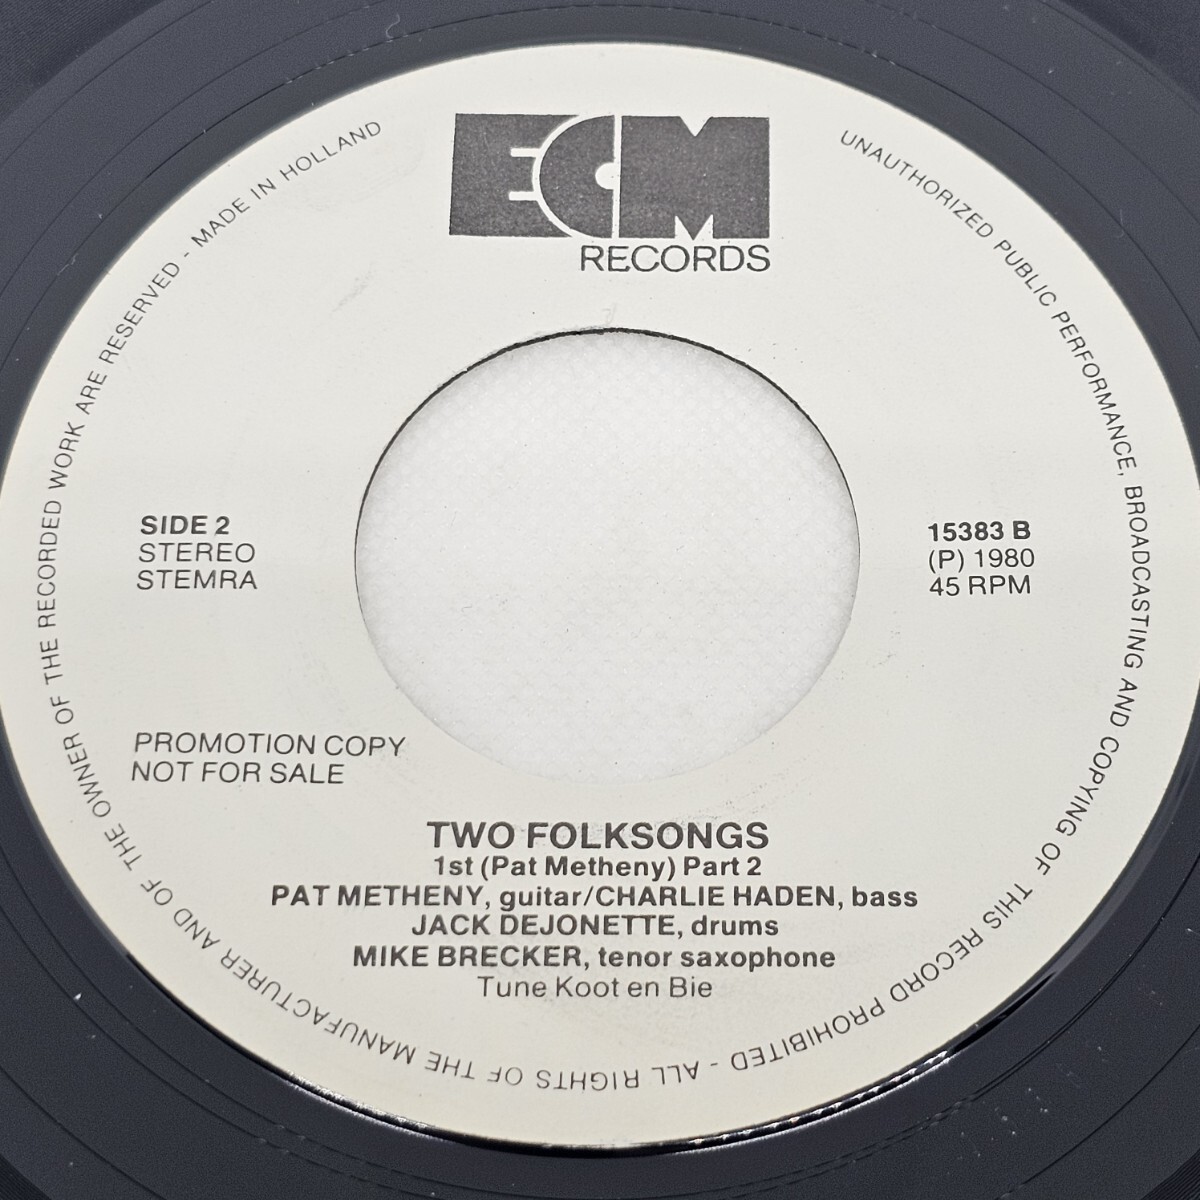 ECM
RECORDS
UNAUTHORIZED PUBLIC PERFORMANCE, BROADCASTING AND COPYING OF THIS RECORD PROHIBITED - ALL RIGHTS OF THE MANUFACTURER AND OF THE OWNER OF THE RECORDED WORK ARE RESERVED - MADE IN HOLLAND
SIDE 2
STEREO
STEMRA
15383 B
(P) 1980
45 RPM
PROMOTION COPY
NOT FOR SALE
TWO FOLKSONGS
1st (Pat Metheny) Part 2
PAT METHENY, guitar/CHARLIE HADEN, bass
JACK DEJONETTE, drums
MIKE BRECKER, tenor saxophone
Tune Koot en Bie